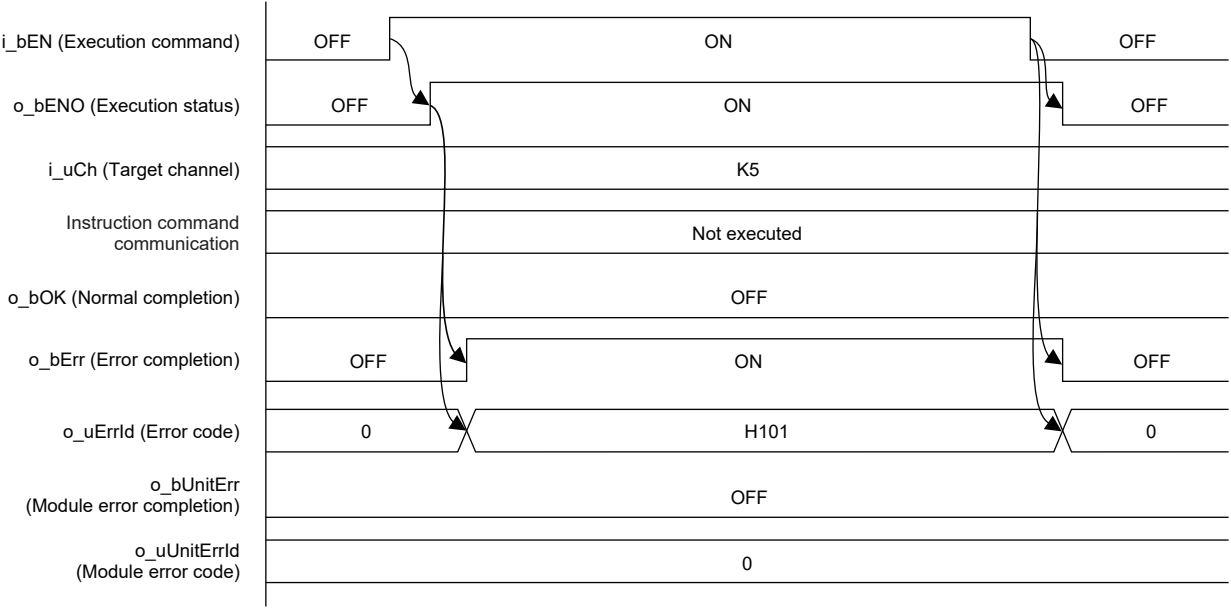 i_bEN (Execution command)
OFF
ON
OFF
o_bENO (Execution status)
OFF
ON
OFF
i_uCh (Target channel)
K5
Instruction command
communication
Not executed
o_bOK (Normal completion)
OFF
o_bErr (Error completion)
OFF
ON
OFF
o_uErrId (Error code)
0
H101
0
o_bUnitErr
(Module error completion)
OFF
o_uUnitErrId
(Module error code)
0